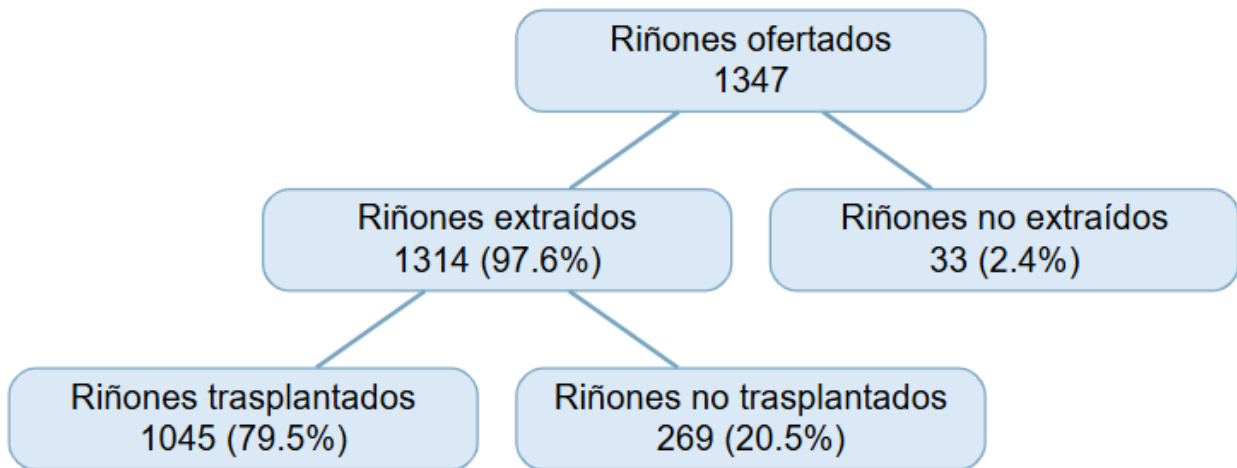 Riñones ofertados
1347
Riñones extraídos
1314 (97.6%)
Riñones no extraídos
33 (2.4%)
Riñones trasplantados
1045 (79.5%)
Riñones no trasplantados
269 (20.5%)